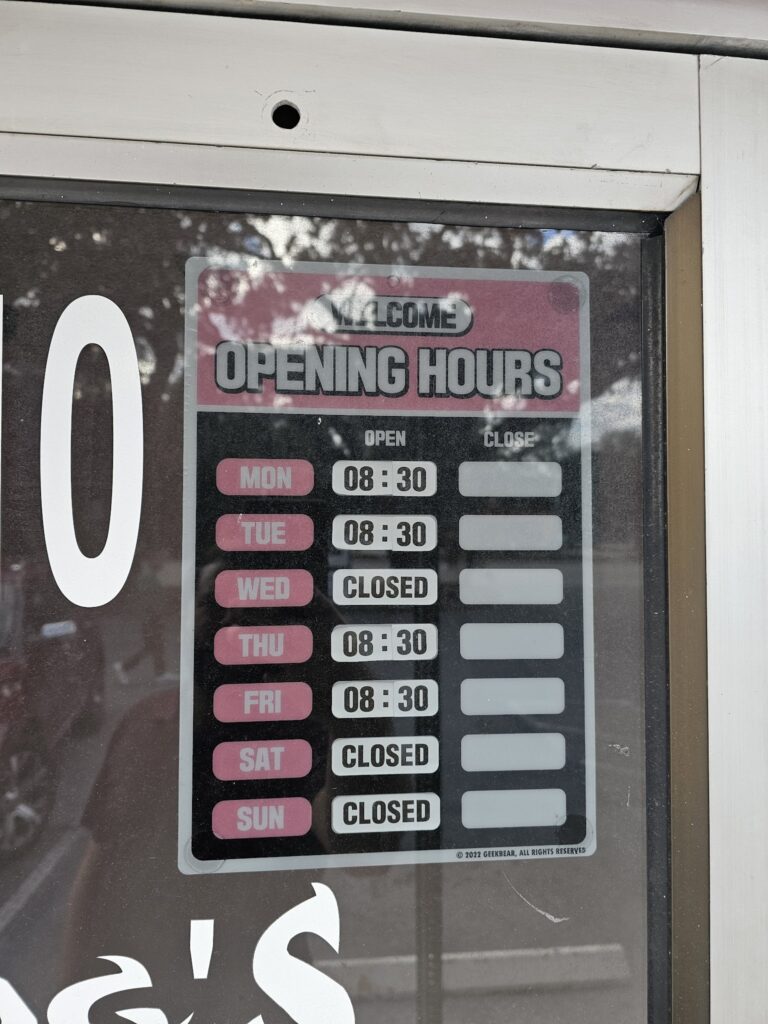 10
WELCOME
OPENING HOURS
OPEN CLOSE
MON 08:30
TUE 08:30
WED CLOSED
THU 08:30
FRI 08:30
SAT CLOSED
SUN CLOSED
© 2022 GEEKBEAR, ALL RIGHTS RESERVED
's